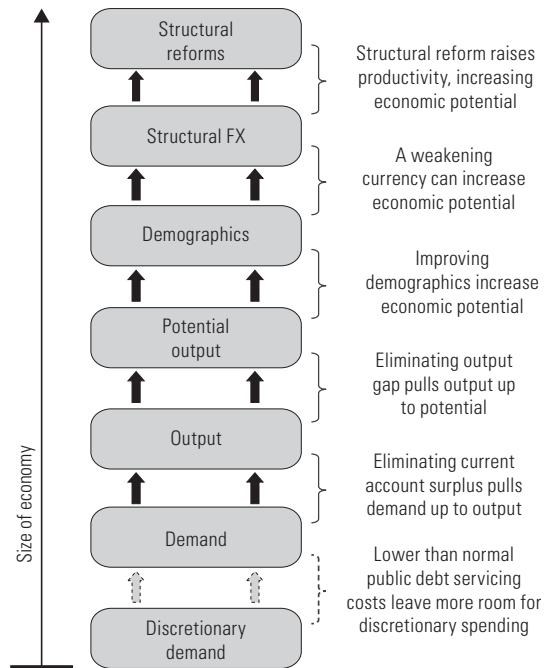 Structural
reforms
Structural reform raises
productivity, increasing
economic potential
Structural FX
A weakening
currency can increase
economic potential
Demographics
Improving
demographics increase
economic potential
Potential
output
Eliminating output
gap pulls output up
to potential
Output
Eliminating current
account surplus pulls
demand up to output
Demand
Lower than normal
public debt servicing
costs leave more room for
discretionary spending
Discretionary
demand
Size of economy